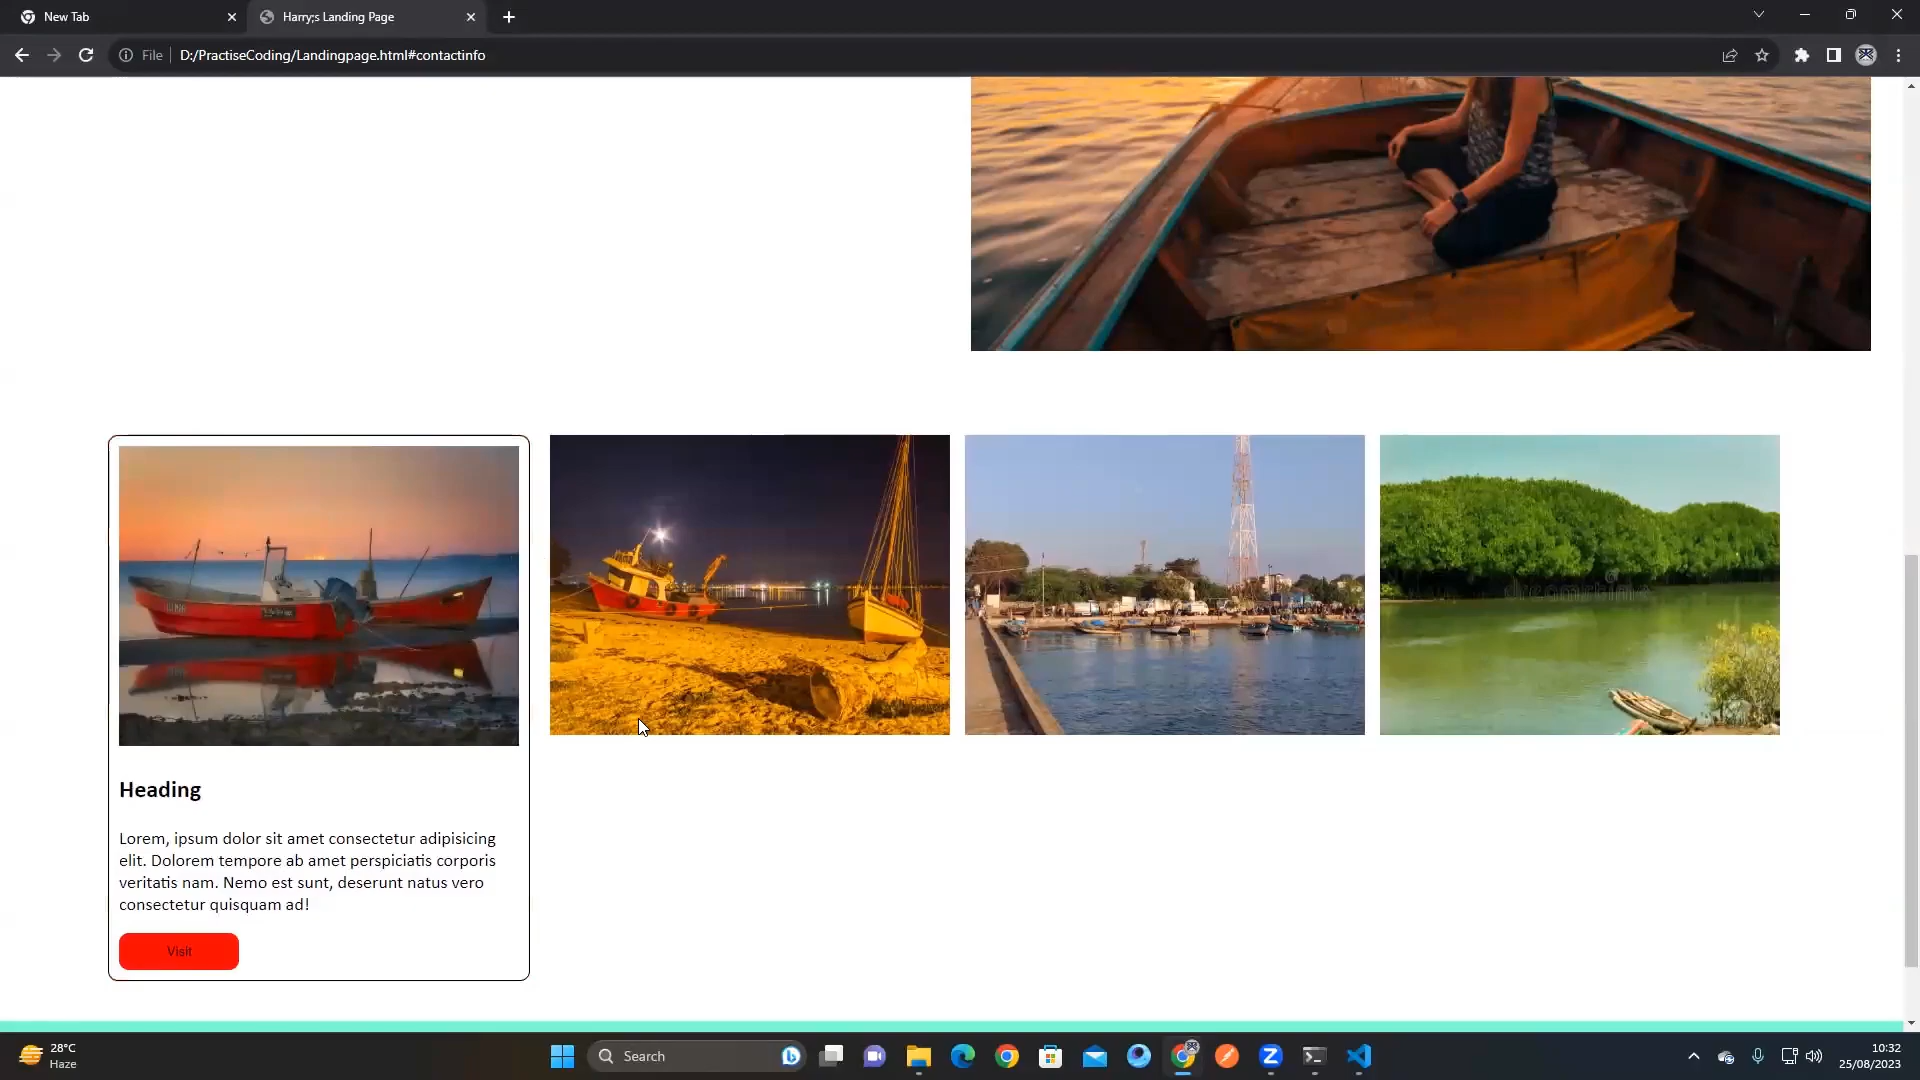 New Tab
Harry;s Landing Page
File
D:/PractiseCoding/Landingpage.html#contactinfo
Heading
Lorem, ipsum dolor sit amet consectetur adipisicing
elit. Dolorem tempore ab amet perspiciatis corporis
veritatis nam. Nemo est sunt, deserunt natus vero
consectetur quisquam ad!
Visit
28°C
Haze
Search
10:32
25/08/2023